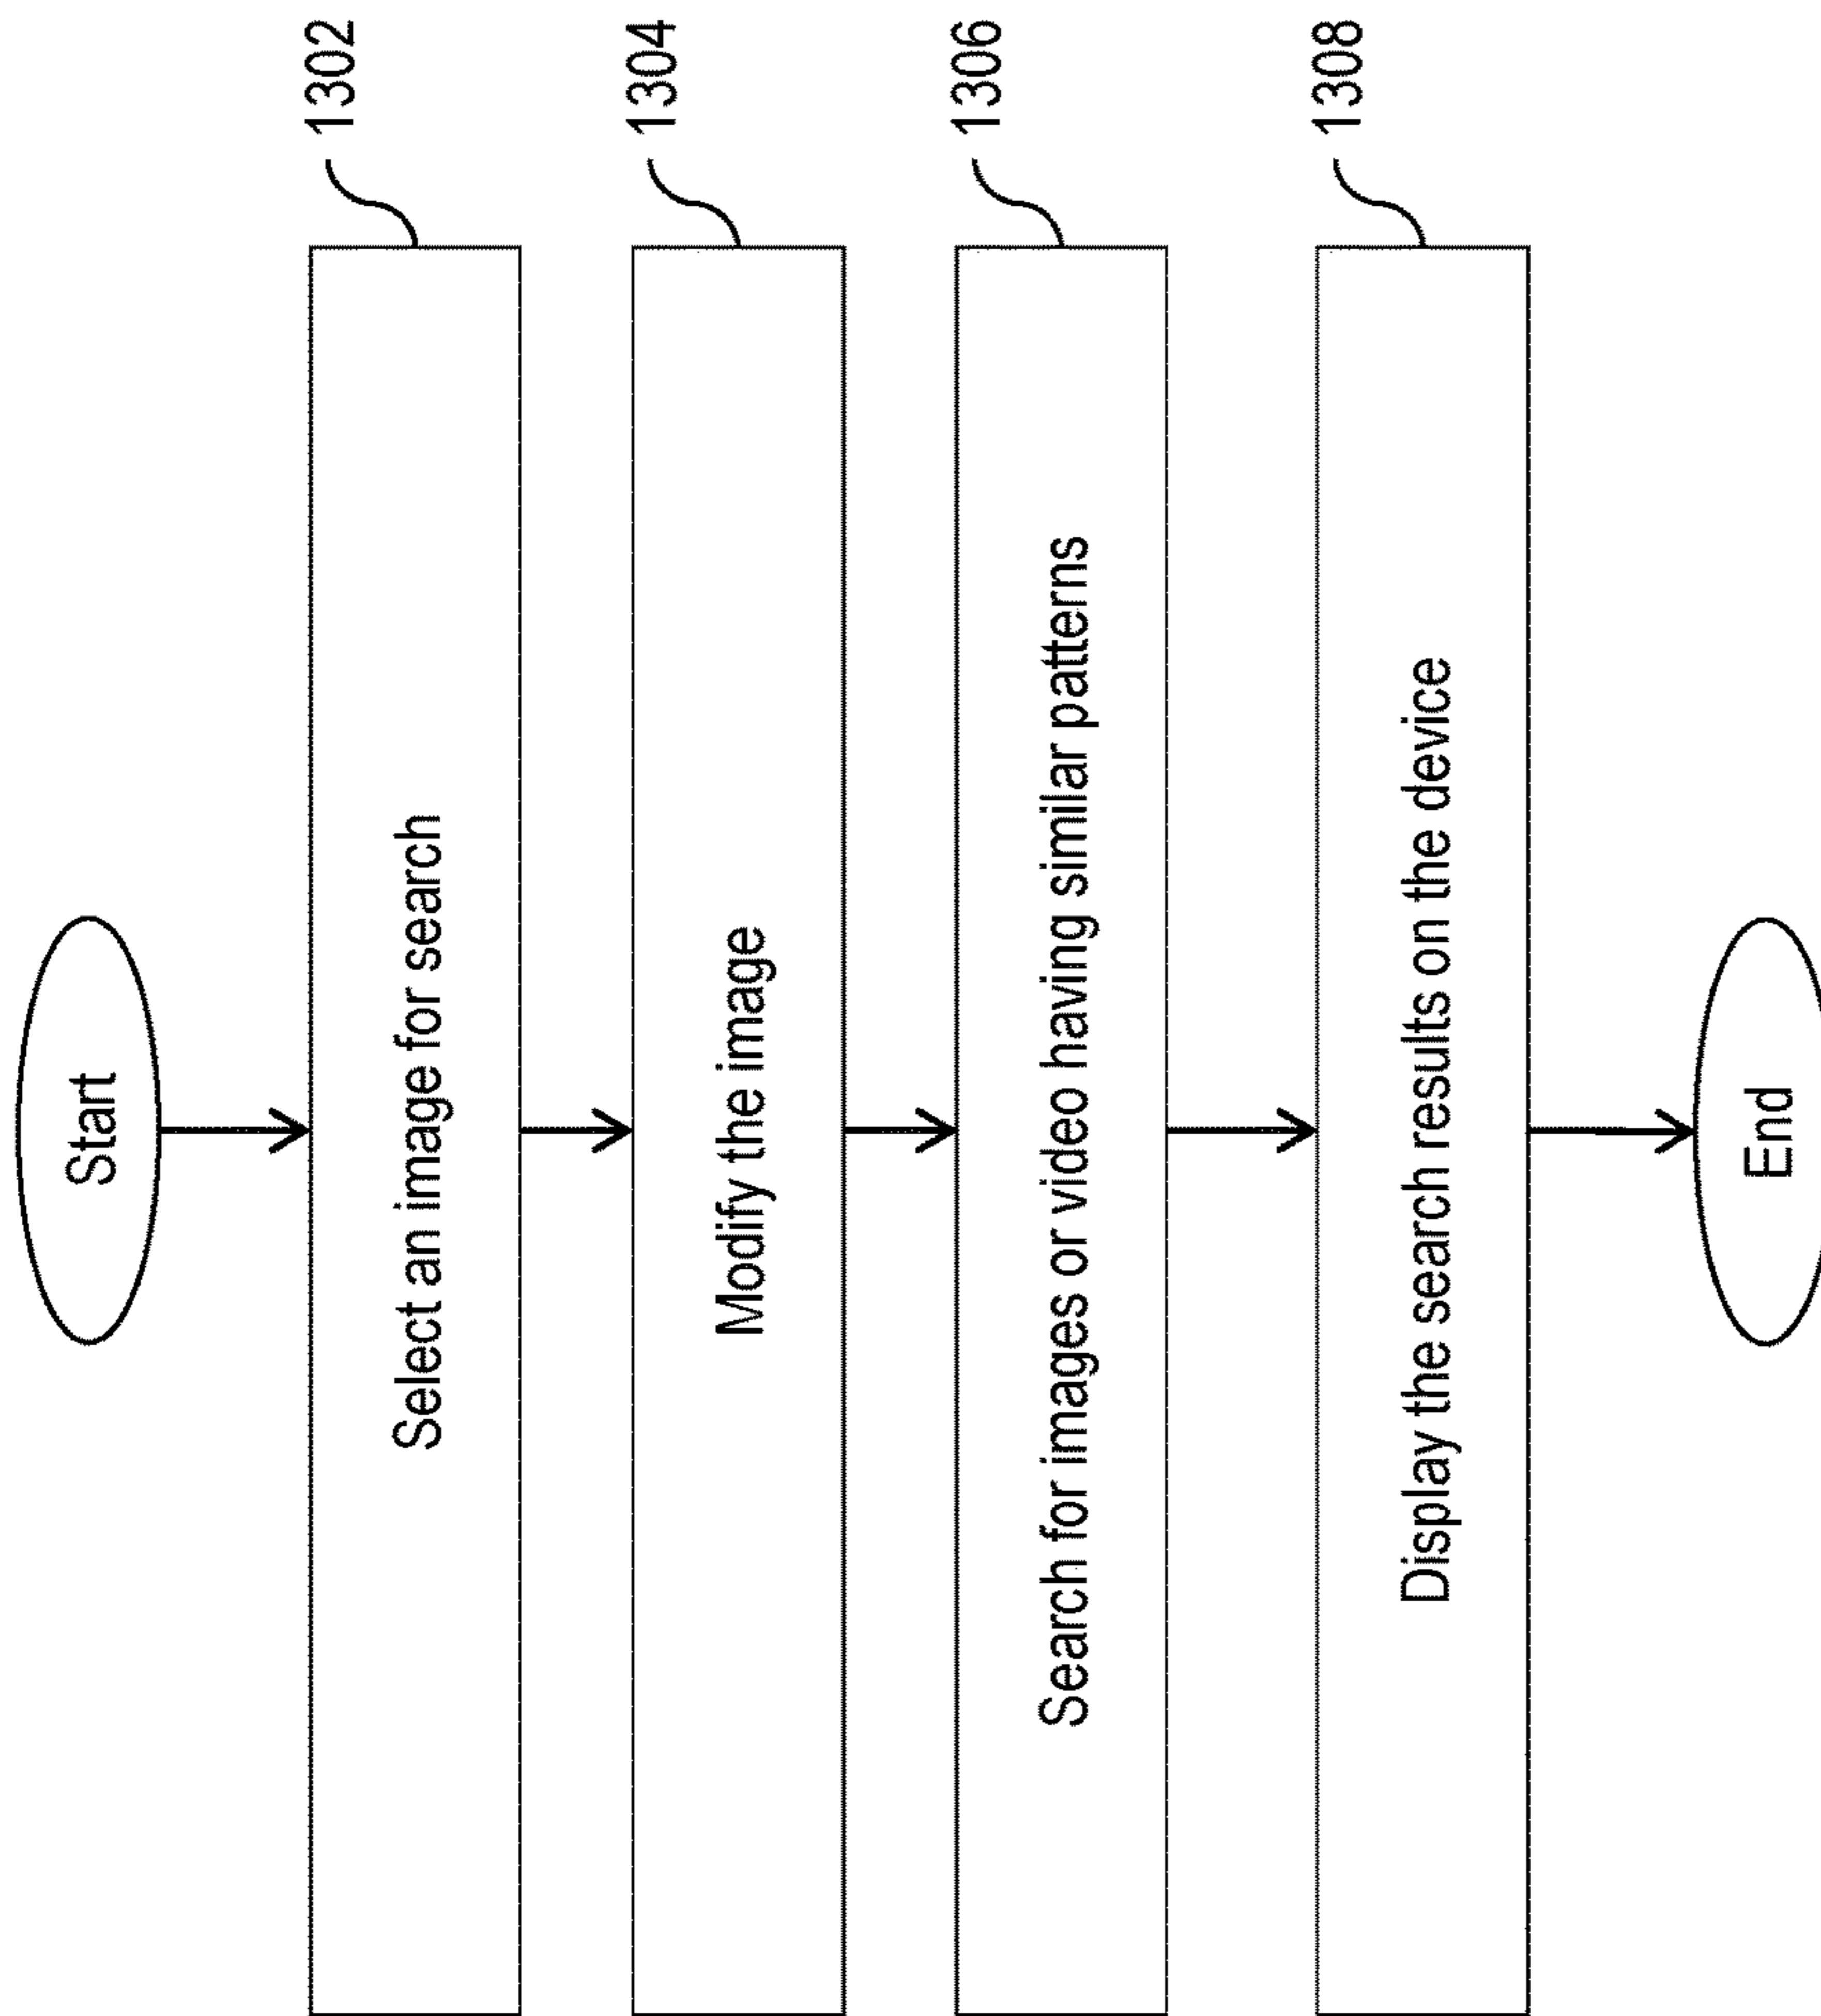 Start
Select an image for search
1302
Modify the image
1304
Search for images or video having similar patterns
1306
Display the search results on the device
1308
End